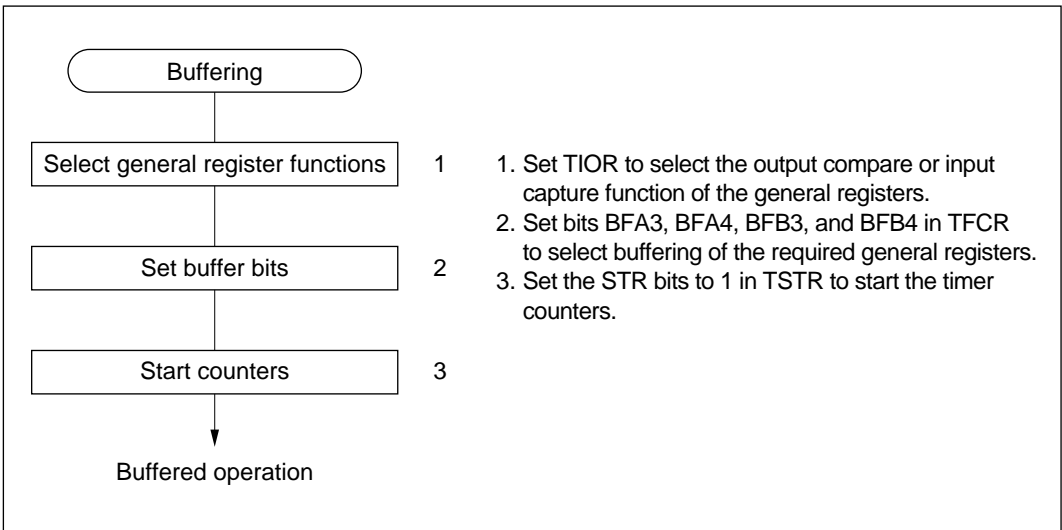 Buffering
Select general register functions 1
Set buffer bits 2
Start counters 3
Buffered operation
1. Set TIOR to select the output compare or input
capture function of the general registers.
2. Set bits BFA3, BFA4, BFB3, and BFB4 in TFCR
to select buffering of the required general registers.
3. Set the STR bits to 1 in TSTR to start the timer
counters.